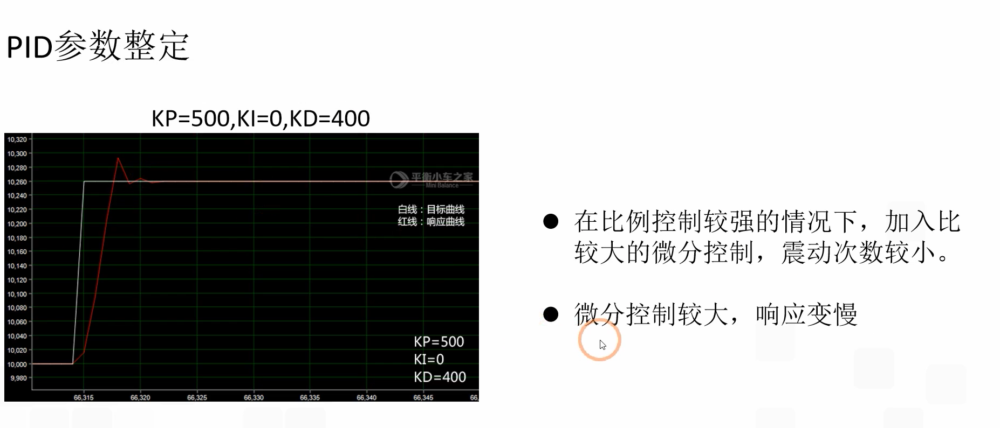 PID参数整定
KP=500,KI=0,KD=400
10,320
10,300
10,280
10,260
10,240
10,220
10,200
10,180
10,160
10,140
10,120
10,100
10,080
10,060
10,040
10,020
10,000
9,980
平衡小车之家
Mini Balance
白线：目标曲线
红线：响应曲线
KP=500
KI=0
KD=400
66,315 66,320 66,325 66,330 66,335 66,340 66,345 66,
● 在比例控制较强的情况下，加入比
较大的微分控制，震动次数较小。
● 微分控制较大，响应变慢